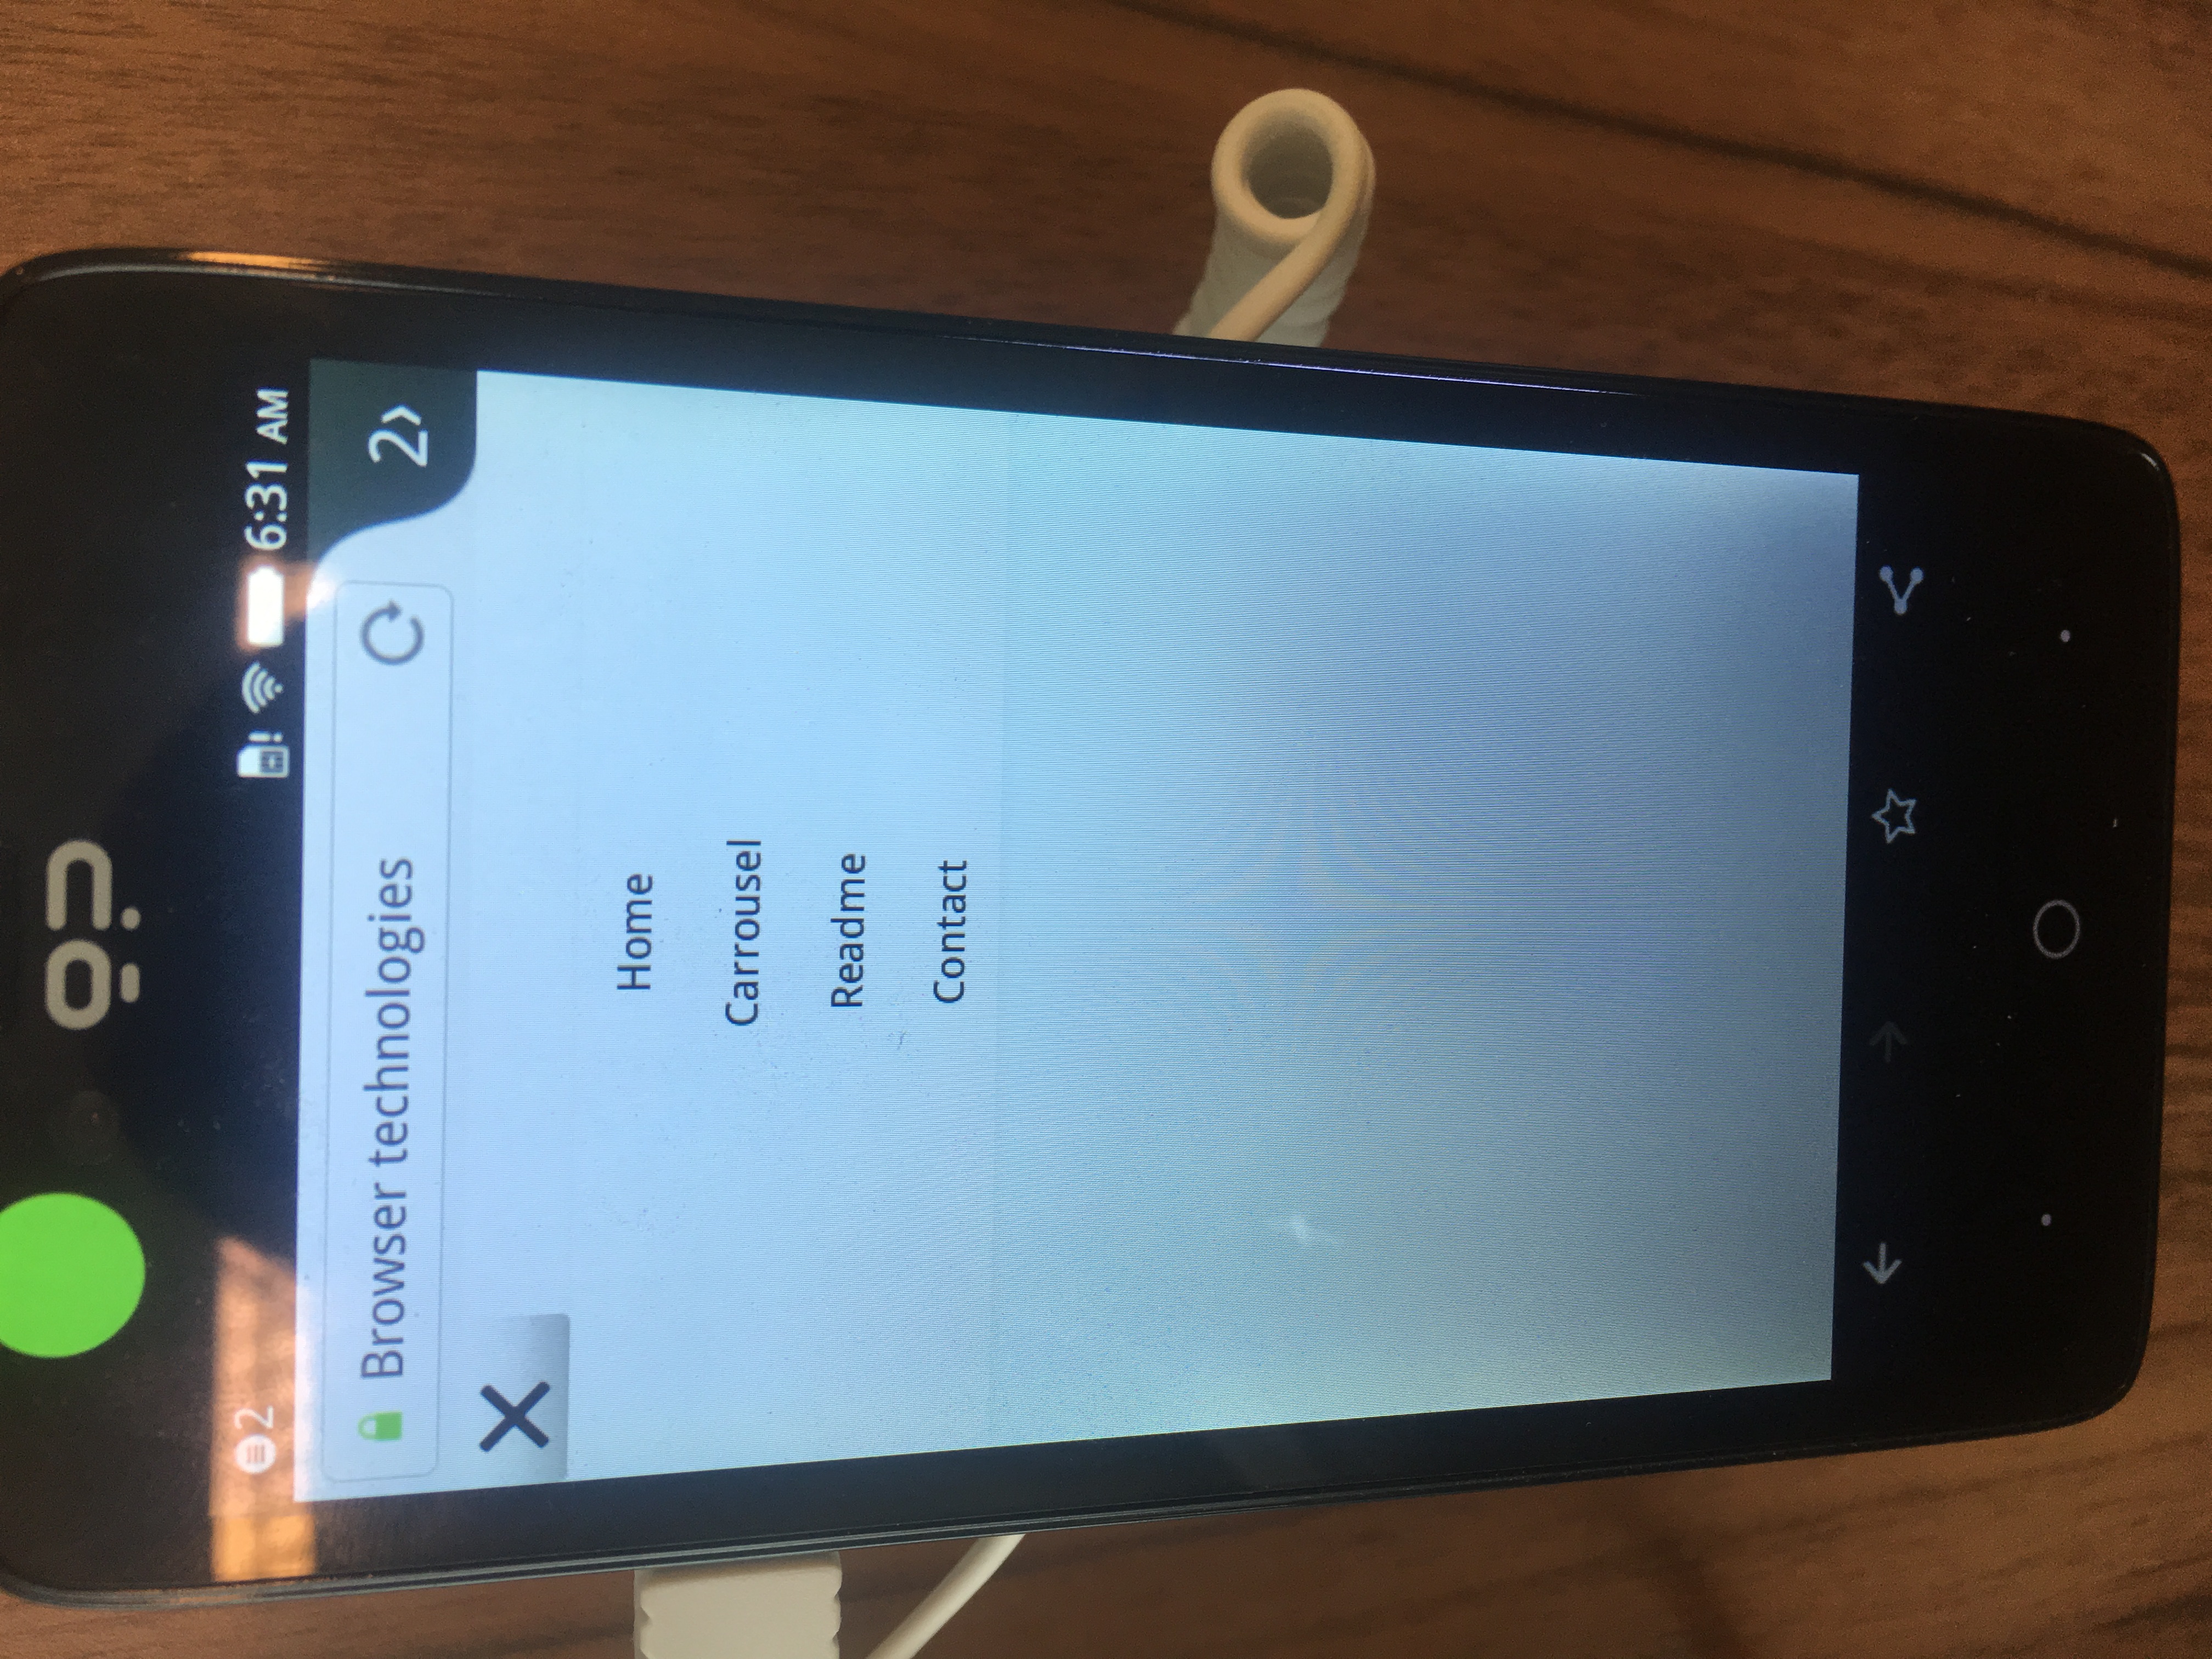 2
6:31 AM
Browser technologies
2›
Home
Carrousel
Readme
Contact